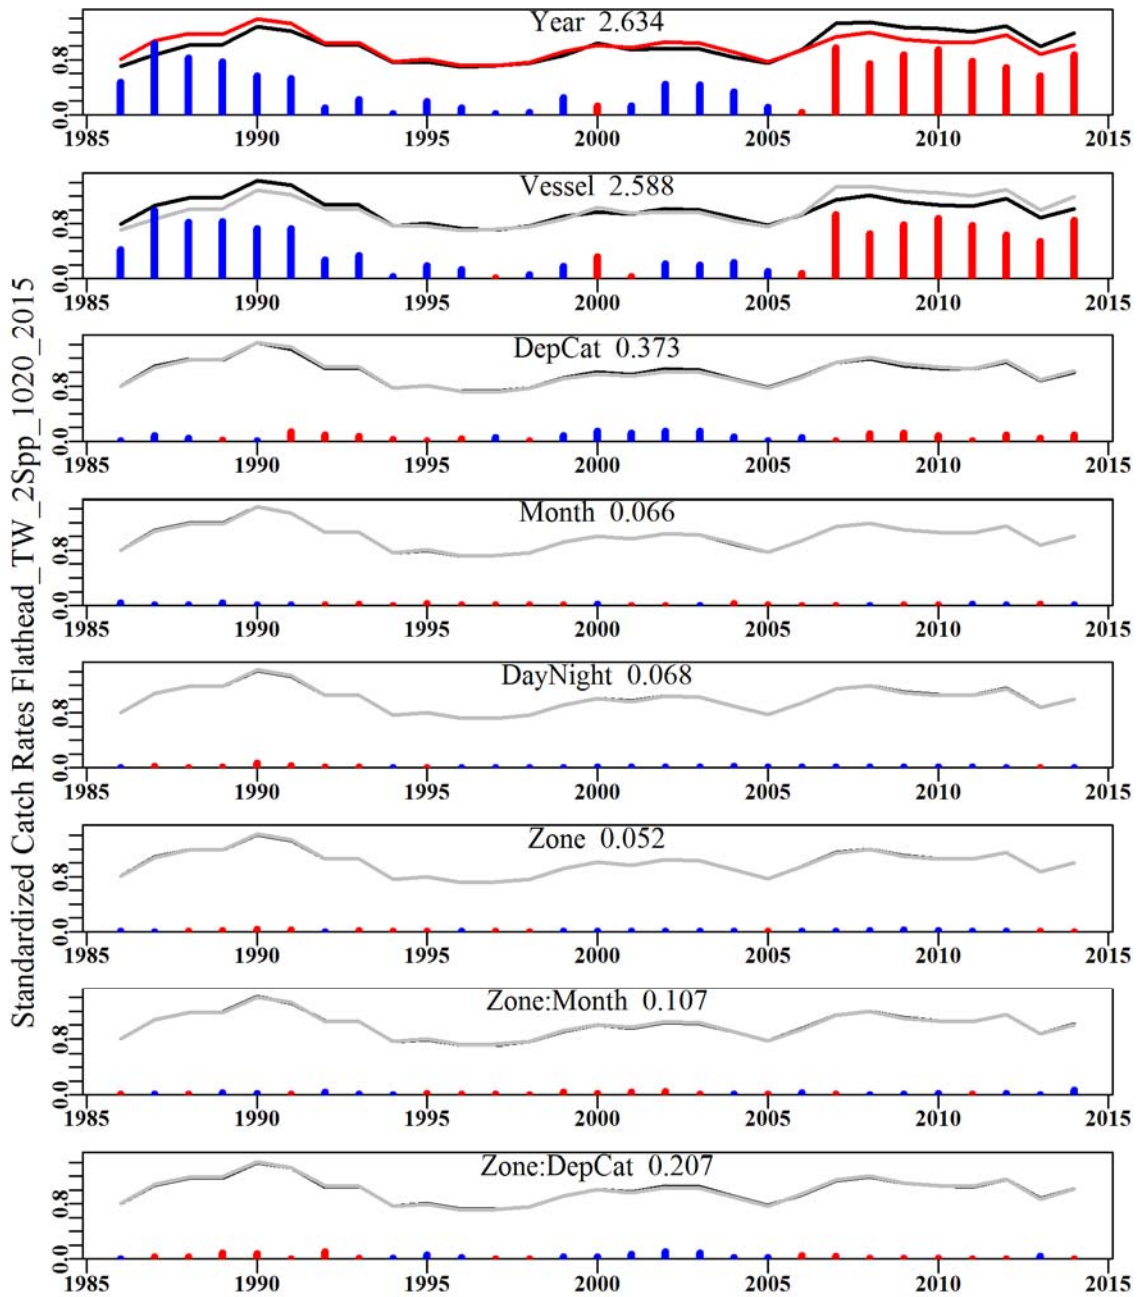 Standardized Catch Rates Flathead_TW_2Spp_1020_2015
Year 2.634
0.0 0.8
1985 1990 1995 2000 2005 2010 2015
Vessel 2.588
0.0 0.8
1985 1990 1995 2000 2005 2010 2015
DepCat 0.373
0.0 0.8
1985 1990 1995 2000 2005 2010 2015
Month 0.066
0.0 0.8
1985 1990 1995 2000 2005 2010 2015
DayNight 0.068
0.0 0.8
1985 1990 1995 2000 2005 2010 2015
Zone 0.052
0.0 0.8
1985 1990 1995 2000 2005 2010 2015
Zone:Month 0.107
0.0 0.8
1985 1990 1995 2000 2005 2010 2015
Zone:DepCat 0.207
0.0 0.8
1985 1990 1995 2000 2005 2010 2015